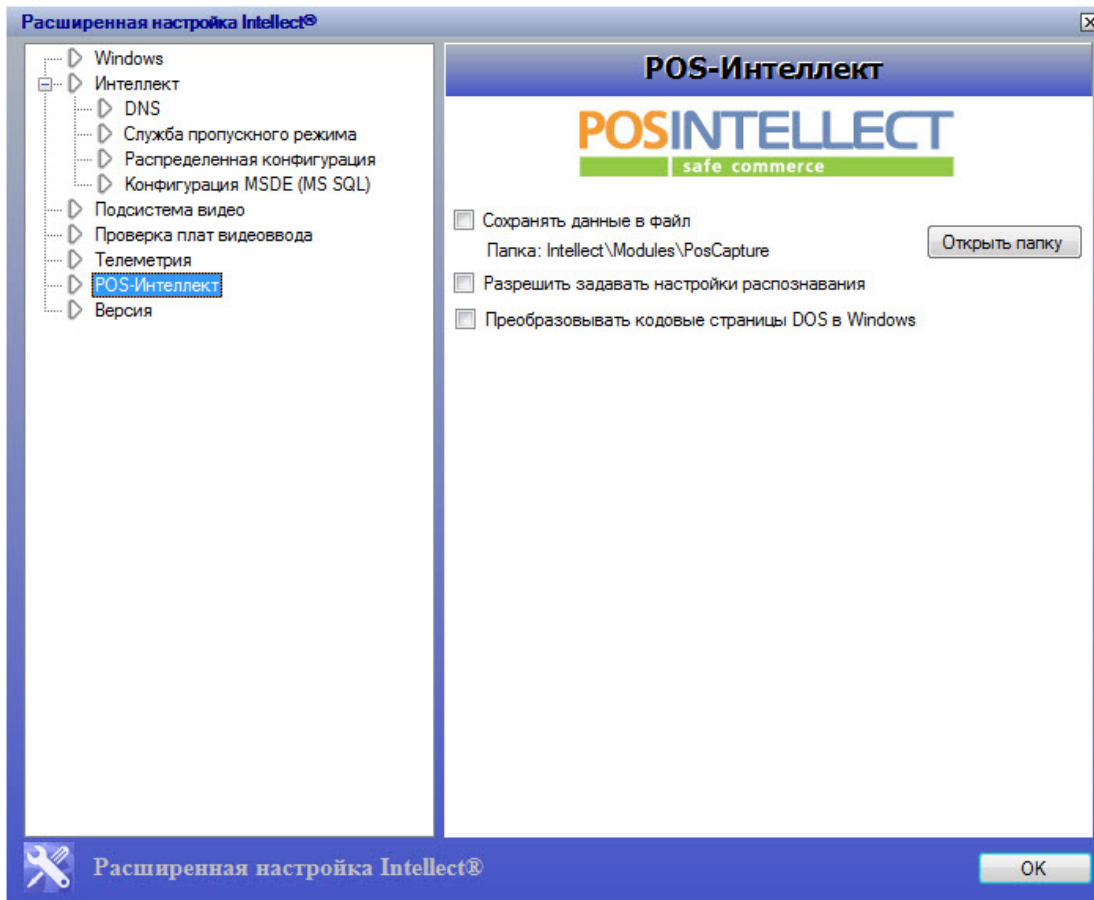 Расширенная настройка Intellect®
Windows
Интеллект
DNS
Служба пропускного режима
Распределенная конфигурация
Конфигурация MSDE (MS SQL)
Подсистема видео
Проверка плат видеоввода
Телеметрия
POS-Интеллект
Версия
POS-Интеллект
POSINTELLECT
safe commerce
Сохранять данные в файл
Папка: Intellect\Modules\PosCapture
Открыть папку
Разрешить задавать настройки распознавания
Преобразовывать кодовые страницы DOS в Windows
Расширенная настройка Intellect®
OK